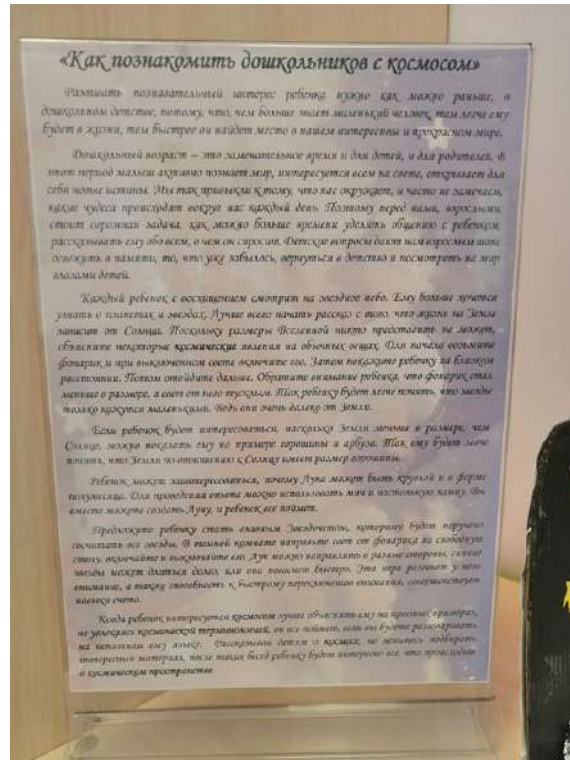 «Как познакомить дошкольников с космосом»
Развивать познавательный интерес ребенка нужно как можно раньше, в
дошкольном детстве, потому, что, чем больше знает маленький человек, тем легче ему
будет в жизни, тем быстрее он найдет место в нашем интересном и прекрасном мире.
Дошкольный возраст – это замечательное время и для детей, и для родителей. В
этот период малыш активно познает мир, интересуется всем на свете, открывает для
себя новые истины. Мы так привыкли к тому, что нас окружает, и часто не замечаем,
какие чудеса происходят вокруг нас каждый день. Поэтому перед нами, взрослыми,
стоит огромная задача, как можно больше времени уделять общению с ребенком,
рассказывать ему обо всем, о чем он спросит. Детские вопросы дают нам взрослым шанс
освежить в памяти, то, что уже забылось, вернуться в детство и посмотреть на мир
глазами детей.
Каждый ребенок с восхищением смотрит на звездное небо. Ему больше хочется
узнать о планетах и звездах. Лучше всего начать рассказ с того, что жизнь на Земле
зависит от Солнца. Поскольку размеры Вселенной никто представить не может,
объясните некоторые космические явления на обычных вещах. Для начала возьмите
фонарик и при выключенном свете включите его. Затем покажите ребенку на близком
расстоянии. Потом отойдите дальше. Обратите внимание ребенка, что фонарик стал
меньше в размере, а свет от него тусклым. Так ребенку будет легче понять, что звезды
только кажутся маленькими. Ведь они очень далеко от Земли.
Если ребенок будет интересоваться, насколько Земля меньше в размере, чем
Солнце, можно показать ему на примере горошины и арбуза. Так ему будет легче
понять, что Земля по отношению к Солнцу имеет размер горошины.
Ребенок может заинтересоваться, почему Луна может быть круглой и в форме
полумесяца. Для проведения опыта можно использовать мяч и настольную лампу. Вы
вместе можете создать Луну, и ребенок все поймет.
Предложите ребенку стать главным Звездочетом, которому будет поручено
сосчитать все звезды. В темной комнате направьте свет от фонарика на свободную
стену, включайте и выключайте его. Луч можно направлять в разные стороны, сияние
звезды может длиться долго, или она погаснет быстро. Эта игра развивает у него
внимание, а также способность к быстрому переключению внимания, совершенствует
навыки счета.
Когда ребенок интересуется космосом лучше объяснять ему на простых примерах,
не увлекаясь космической терминологией, он все поймет, если вы будете разговаривать
на понятном ему языке. Рассказывая детям о космосе, не ленитесь подбирать
интересный материал, после таких бесед ребенку будет интересно все, что происходит
в космическом пространстве